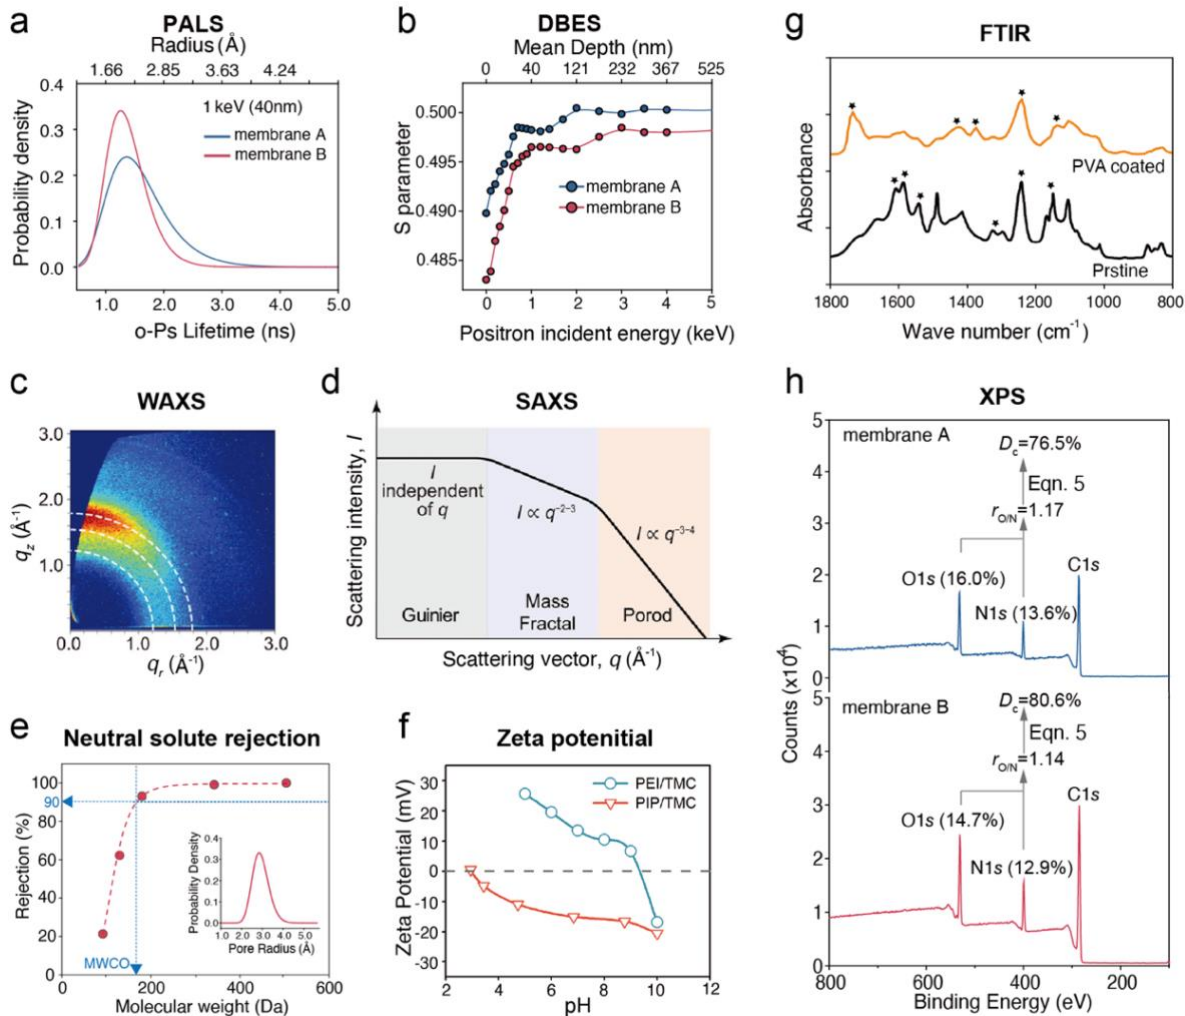 a
PALS
Radius (Å)
1.66 2.85 3.63 4.24
0.4
0.3
0.2
0.1
0.0
Probability density
1 keV (40nm)
membrane A
membrane B
1.0 2.0 3.0 4.0 5.0
o-Ps Lifetime (ns)
b
DBES
Mean Depth (nm)
0 40 121 232 367 525
0.500
0.495
0.490
0.485
S parameter
membrane A
membrane B
0 1 2 3 4 5
Positron incident energy (keV)
c
WAXS
3.0
2.0
1.0
0.0 1.0 2.0 3.0
qz (Å-1)
qr (Å-1)
d
SAXS
Scattering intensity, I
I
independent
of q
I ∝ q-2-3
I ∝ q-3-4
Guinier
Mass
Fractal
Porod
Scattering vector, q (Å-1)
e
Neutral solute rejection
100
90
80
60
40
20
0
Rejection (%)
MWCO
0.4
0.3
0.2
0.1
0.0
Probability Density
1.0 2.0 3.0 4.0 5.0
Pore Radius (Å)
0 200 400 600
Molecular weight (Da)
f
Zeta potenitial
30
20
10
0
-10
-20
-30
Zeta Potential (mV)
PEI/TMC
PIP/TMC
2 4 6 8 10 12
pH
g
FTIR
Absorbance
PVA coated
Prstine
1800 1600 1400 1200 1000 800
Wave number (cm-1)
h
XPS
5
4
3
2
1
0
membrane A
Dc=76.5%
Eqn. 5
rO/N=1.17
O1s (16.0%)
N1s (13.6%)
C1s
Counts (x10⁴)
5
4
3
2
1
0
membrane B
Dc=80.6%
Eqn. 5
rO/N=1.14
O1s (14.7%)
N1s (12.9%)
C1s
800 600 400 200
Binding Energy (eV)